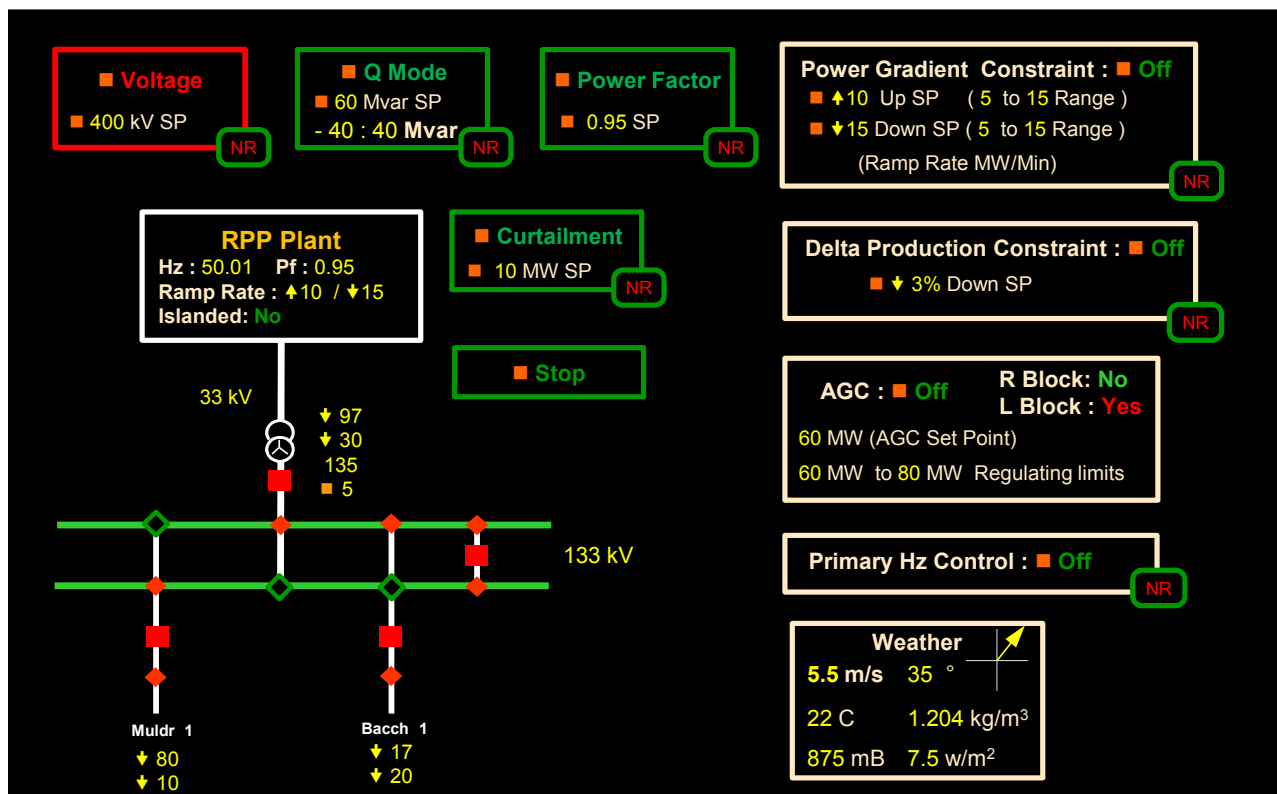 Voltage
400 kV SP
NR
Q Mode
60 Mvar SP
- 40 : 40 Mvar
NR
Power Factor
0.95 SP
NR
Power Gradient Constraint : Off
10 Up SP ( 5 to 15 Range )
15 Down SP ( 5 to 15 Range )
(Ramp Rate MW/Min)
NR
RPP Plant
Hz : 50.01 Pf : 0.95
Ramp Rate : 10 / 15
Islanded: No
Curtailment
10 MW SP
NR
Delta Production Constraint : Off
3% Down SP
NR
Stop
33 kV
97
30
135
5
AGC : Off
R Block: No
L Block : Yes
60 MW (AGC Set Point)
60 MW to 80 MW Regulating limits
133 kV
Primary Hz Control : Off
NR
Weather
5.5 m/s 35 °
22 C 1.204 kg/m³
875 mB 7.5 w/m²
Muldr 1
80
10
Bacch 1
17
20